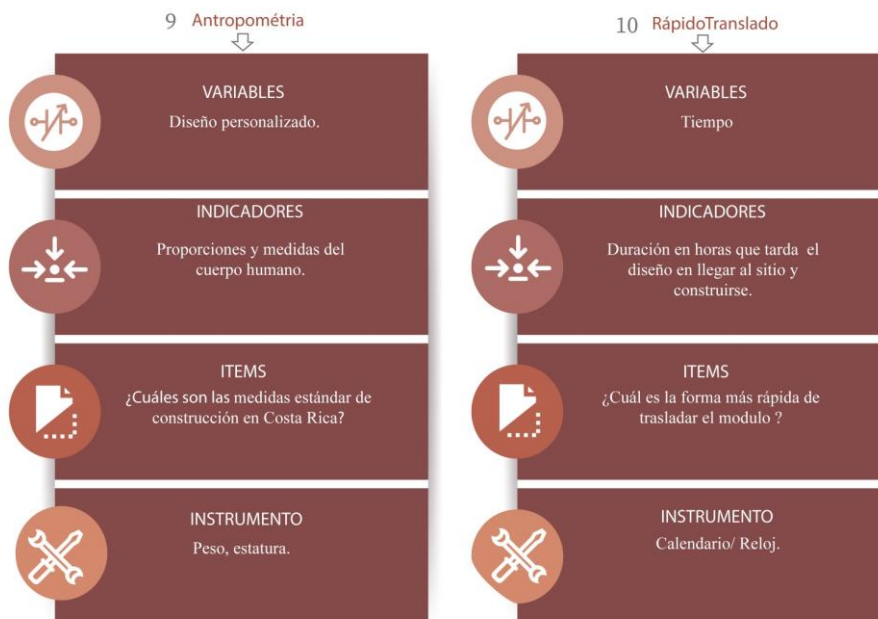 9 Antropométria
VARIABLES
Diseño personalizado.
INDICADORES
Proporciones y medidas del
cuerpo humano.
ITEMS
¿Cuáles son las medidas estándar de
construcción en Costa Rica?
INSTRUMENTO
Peso, estatura.
10 RápidoTranslado
VARIABLES
Tiempo
INDICADORES
Duración en horas que tarda el
diseño en llegar al sitio y
construirse.
ITEMS
¿Cuál es la forma más rápida de
trasladar el modulo ?
INSTRUMENTO
Calendario/ Reloj.